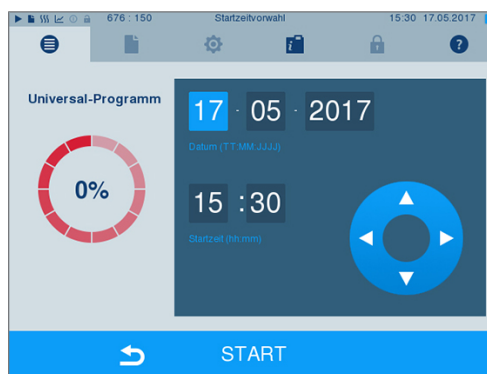 676 : 150 Startzeitvorwahl 15:30 17.05.2017
Universal-Programm
17 . 05 . 2017
Datum (TT:MM:JJJJ)
0%
15 : 30
Startzeit (hh:mm)
START